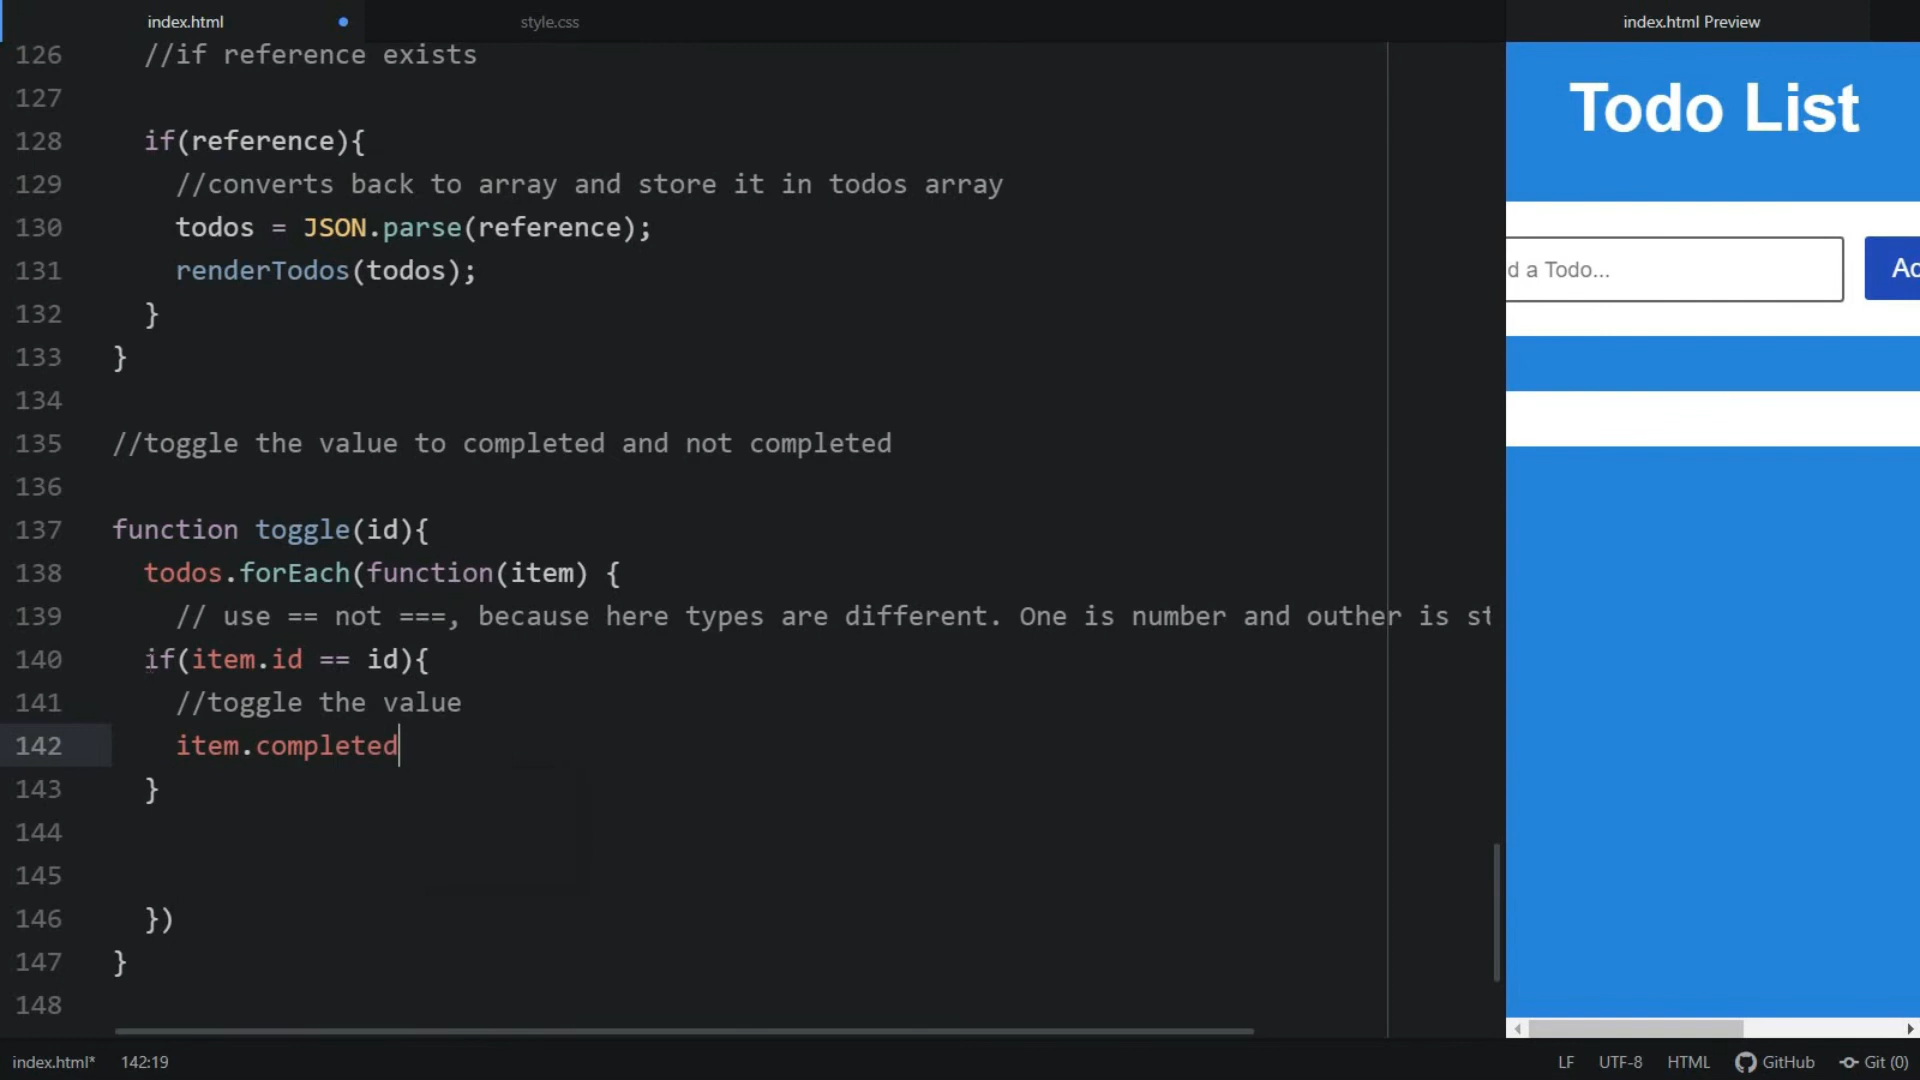 index.html
style.css
index.html Preview
126 //if reference exists
127
128 if(reference){
129 //converts back to array and store it in todos array
130 todos = JSON.parse(reference);
131 renderTodos(todos);
132 }
133 }
134
135 //toggle the value to completed and not completed
136
137 function toggle(id){
138 todos.forEach(function(item) {
139 // use == not ===, because here types are different. One is number and outher is st
140 if(item.id == id){
141 //toggle the value
142 item.completed
143 }
144
145
146 })
147 }
148
Todo List
d a Todo...
Ad
index.html* 142:19
LF UTF-8 HTML GitHub Git (0)